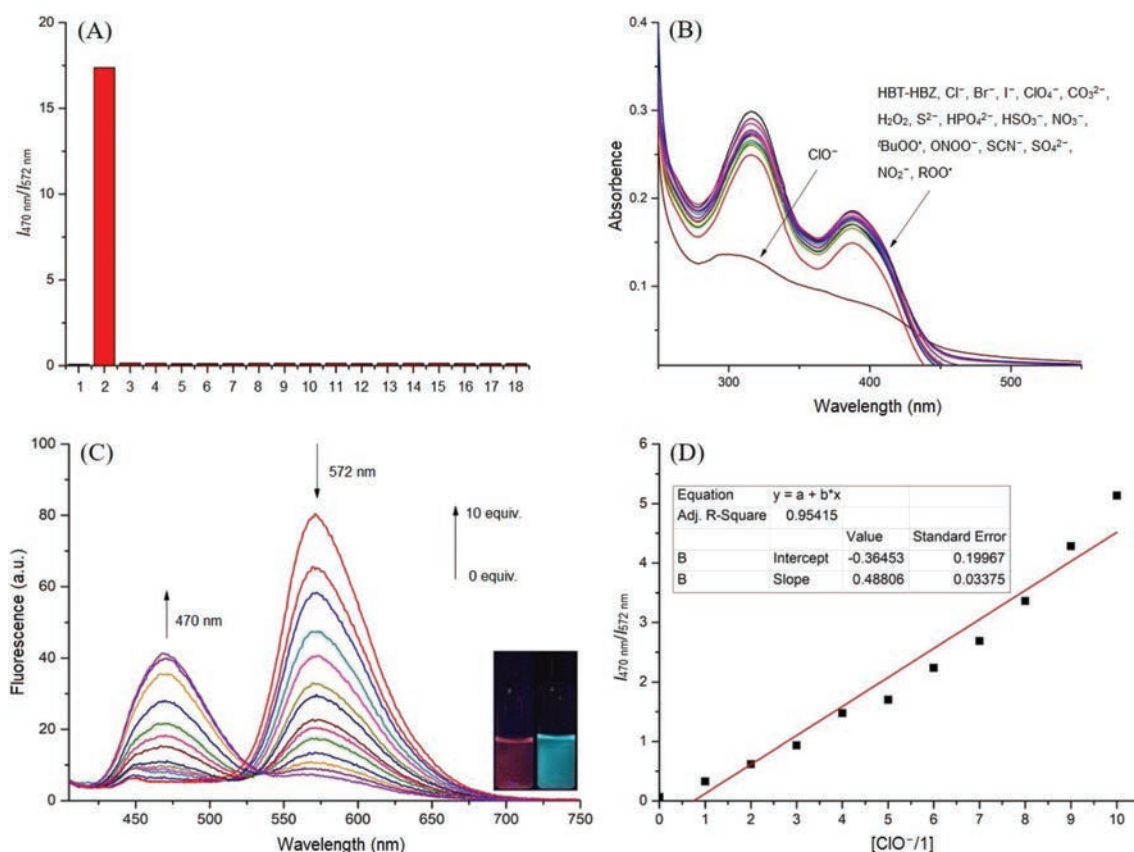 (A)
20
15
10
5
0
I470 nm/I572 nm
1 2 3 4 5 6 7 8 9 10 11 12 13 14 15 16 17 18
(B)
0.4
0.3
0.2
0.1
Absorbence
HBT-HBZ, Cl⁻, Br⁻, I⁻, ClO₄⁻, CO₃²⁻,
H₂O₂, S²⁻, HPO₄²⁻, HSO₃⁻, NO₃⁻,
ᵗBuOO•, ONOO⁻, SCN⁻, SO₄²⁻,
NO₂⁻, ROO•
ClO⁻
300 400 500
Wavelength (nm)
(C)
100
80
60
40
20
0
Fluorescence (a.u.)
572 nm
10 equiv.
0 equiv.
470 nm
450 500 550 600 650 700 750
Wavelength (nm)
(D)
6
5
4
3
2
1
0
I470 nm/I572 nm
Equation y = a + b*x
Adj. R-Square 0.95415
Value Standard Error
B Intercept -0.36453 0.19967
B Slope 0.48806 0.03375
0 1 2 3 4 5 6 7 8 9 10
[ClO⁻/1]